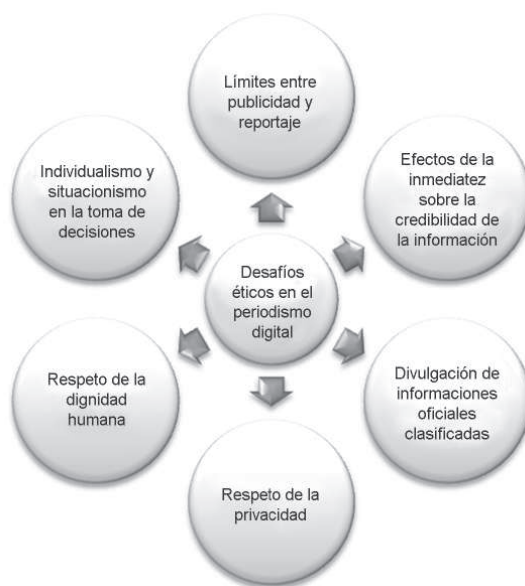 Límites entre
publicidad y
reportaje
Individualismo y
situacionismo
en la toma de
decisiones
Efectos de la
inmediatez
sobre la
credibilidad de
la información
Desafíos
éticos en el
periodismo
digital
Respeto de la
dignidad
humana
Divulgación de
informaciones
oficiales
clasificadas
Respeto de la
privacidad